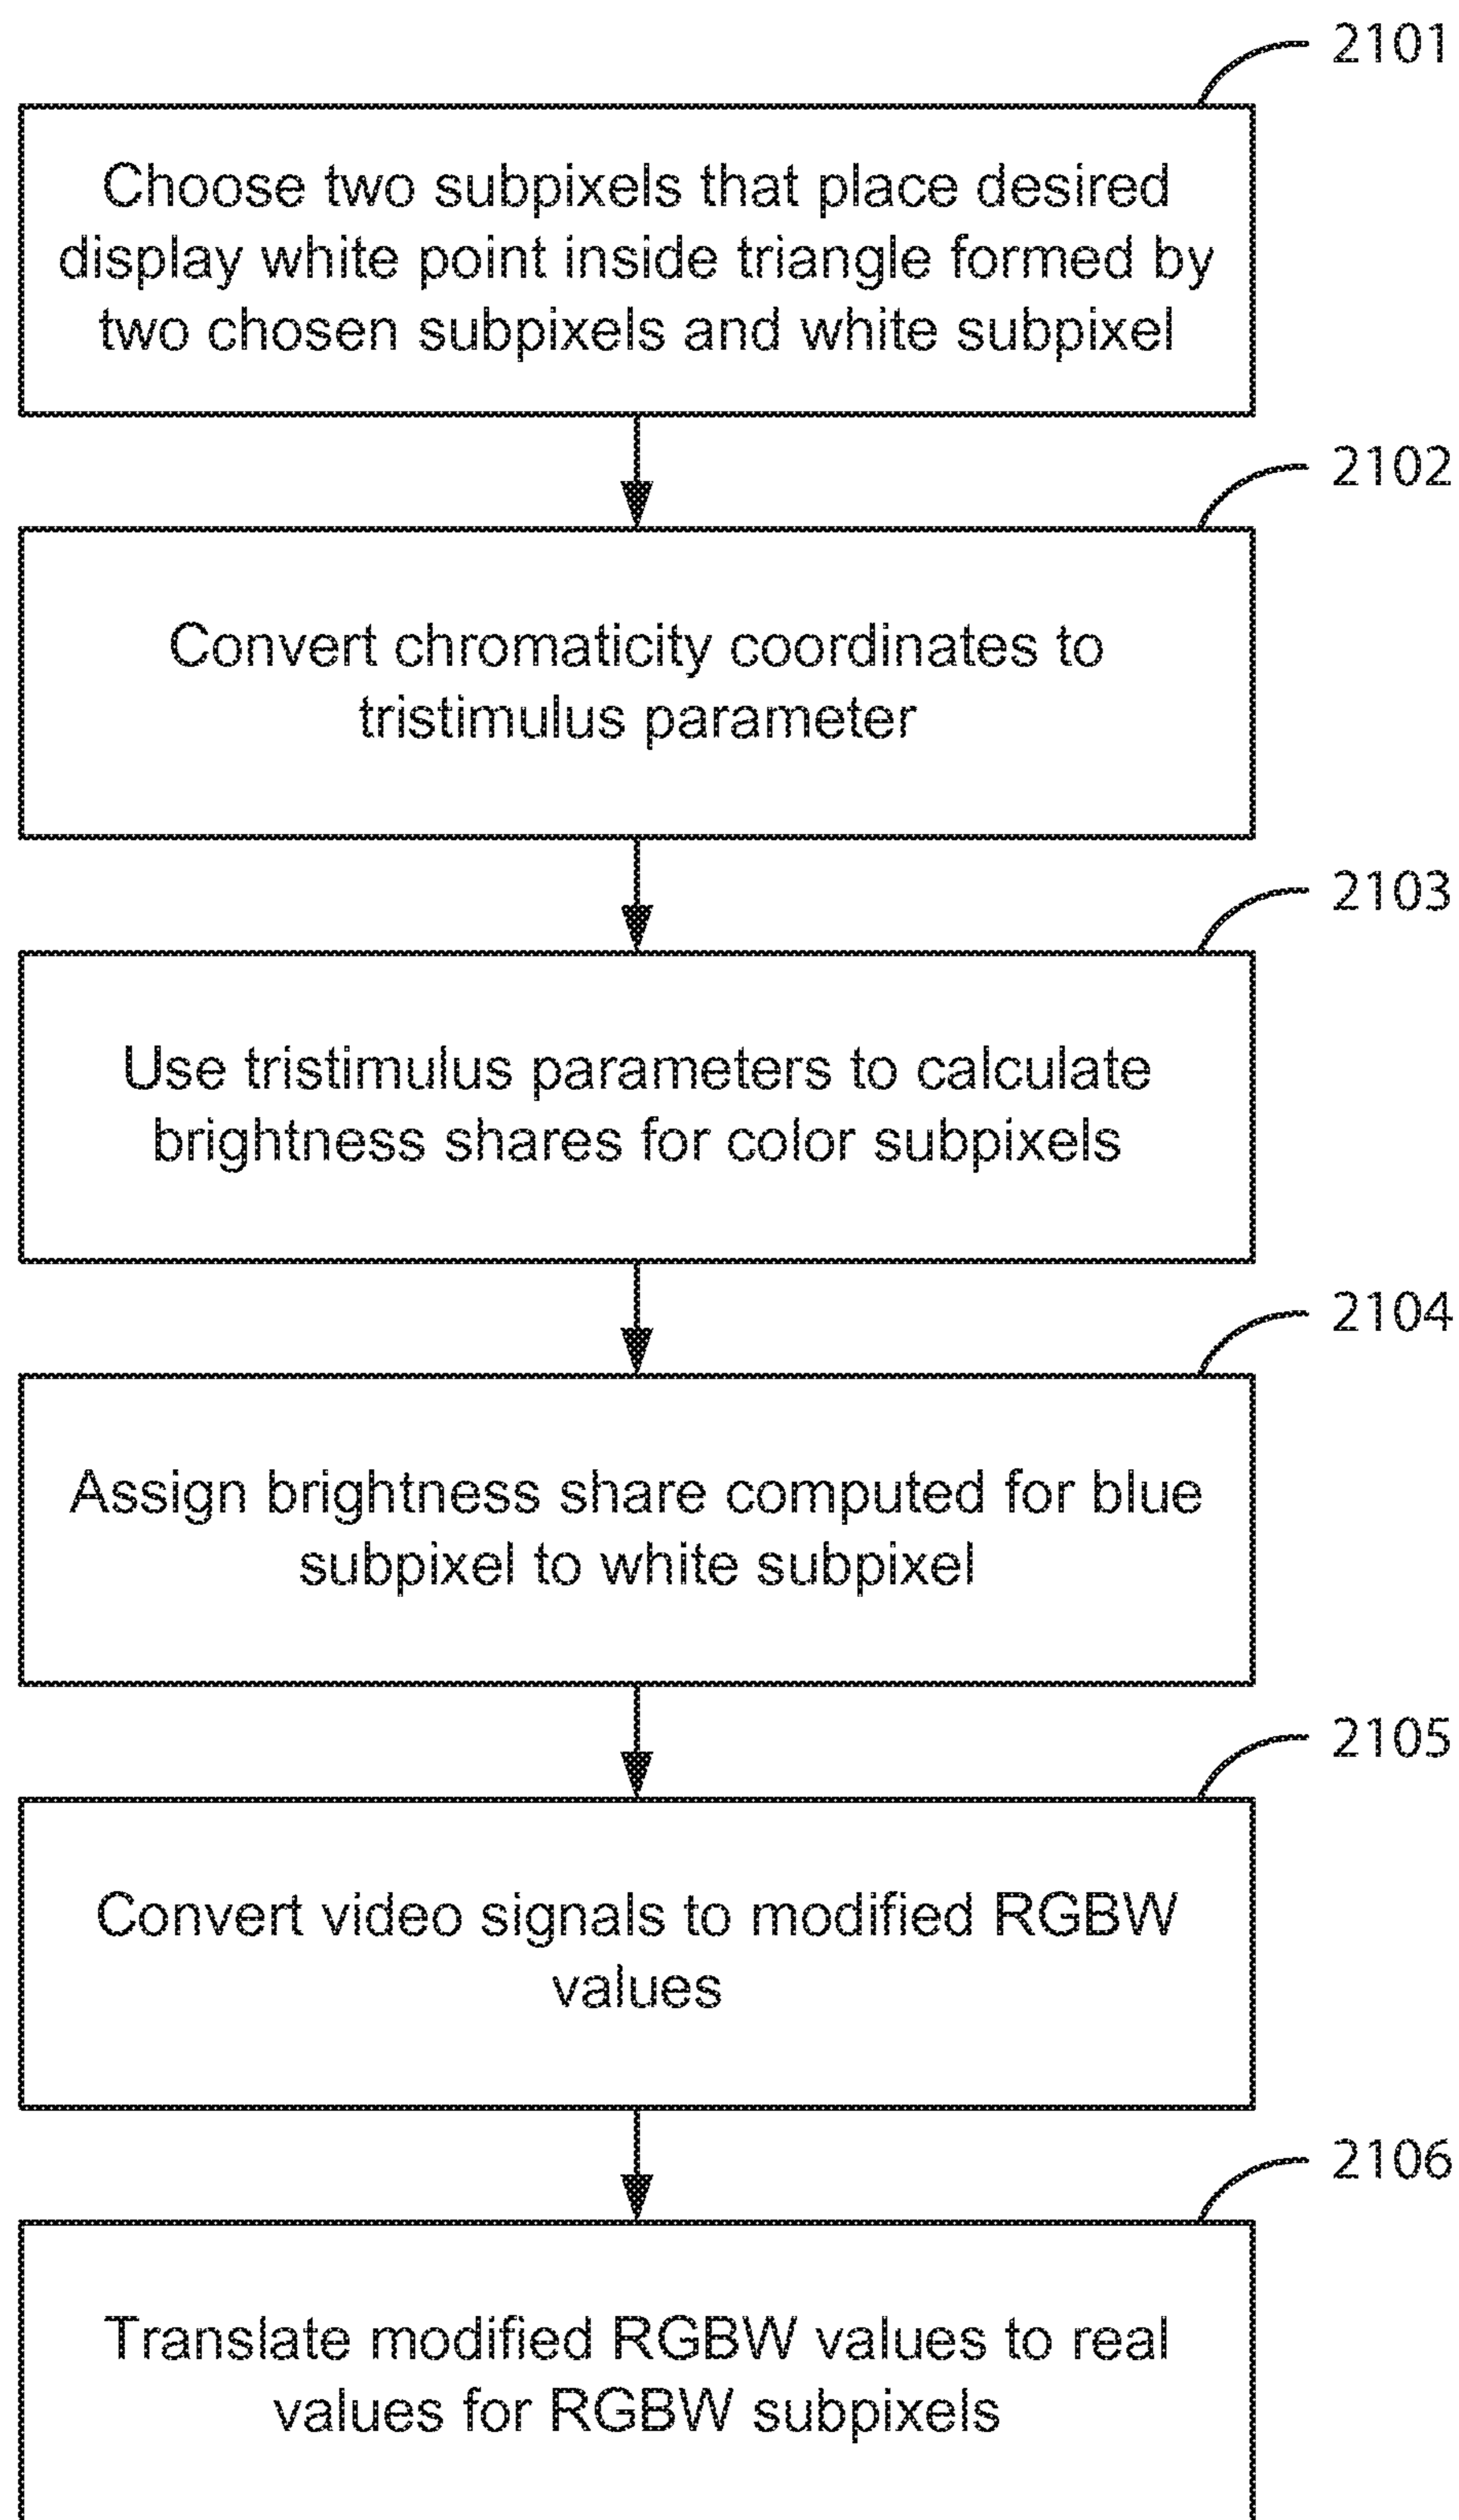 2101
Choose two subpixels that place desired
display white point inside triangle formed by
two chosen subpixels and white subpixel
2102
Convert chromaticity coordinates to
tristimulus parameter
2103
Use tristimulus parameters to calculate
brightness shares for color subpixels
2104
Assign brightness share computed for blue
subpixel to white subpixel
2105
Convert video signals to modified RGBW
values
2106
Translate modified RGBW values to real
values for RGBW subpixels